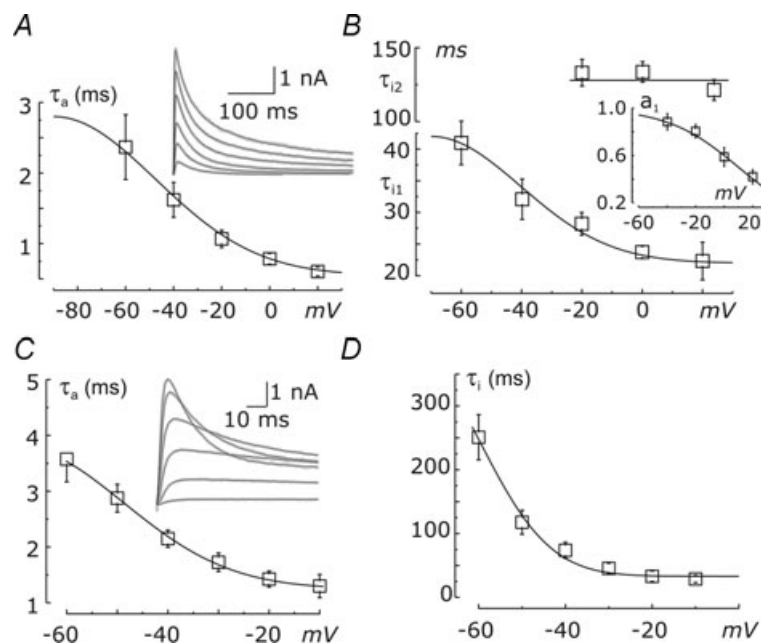 A
τa (ms)
1 nA
100 ms
3
2
1
-80 -60 -40 -20 0 mV
B
150 ms
τi2
100
40
τi1
30
20
-60 -40 -20 0 mV
a1
1.0
0.6
0.2
mV
-60 -40 -20 0 20
C
5 τa (ms)
1 nA
10 ms
4
3
2
1
-60 -40 -20 mV
D
τi (ms)
300
200
100
0
-60 -40 -20 mV